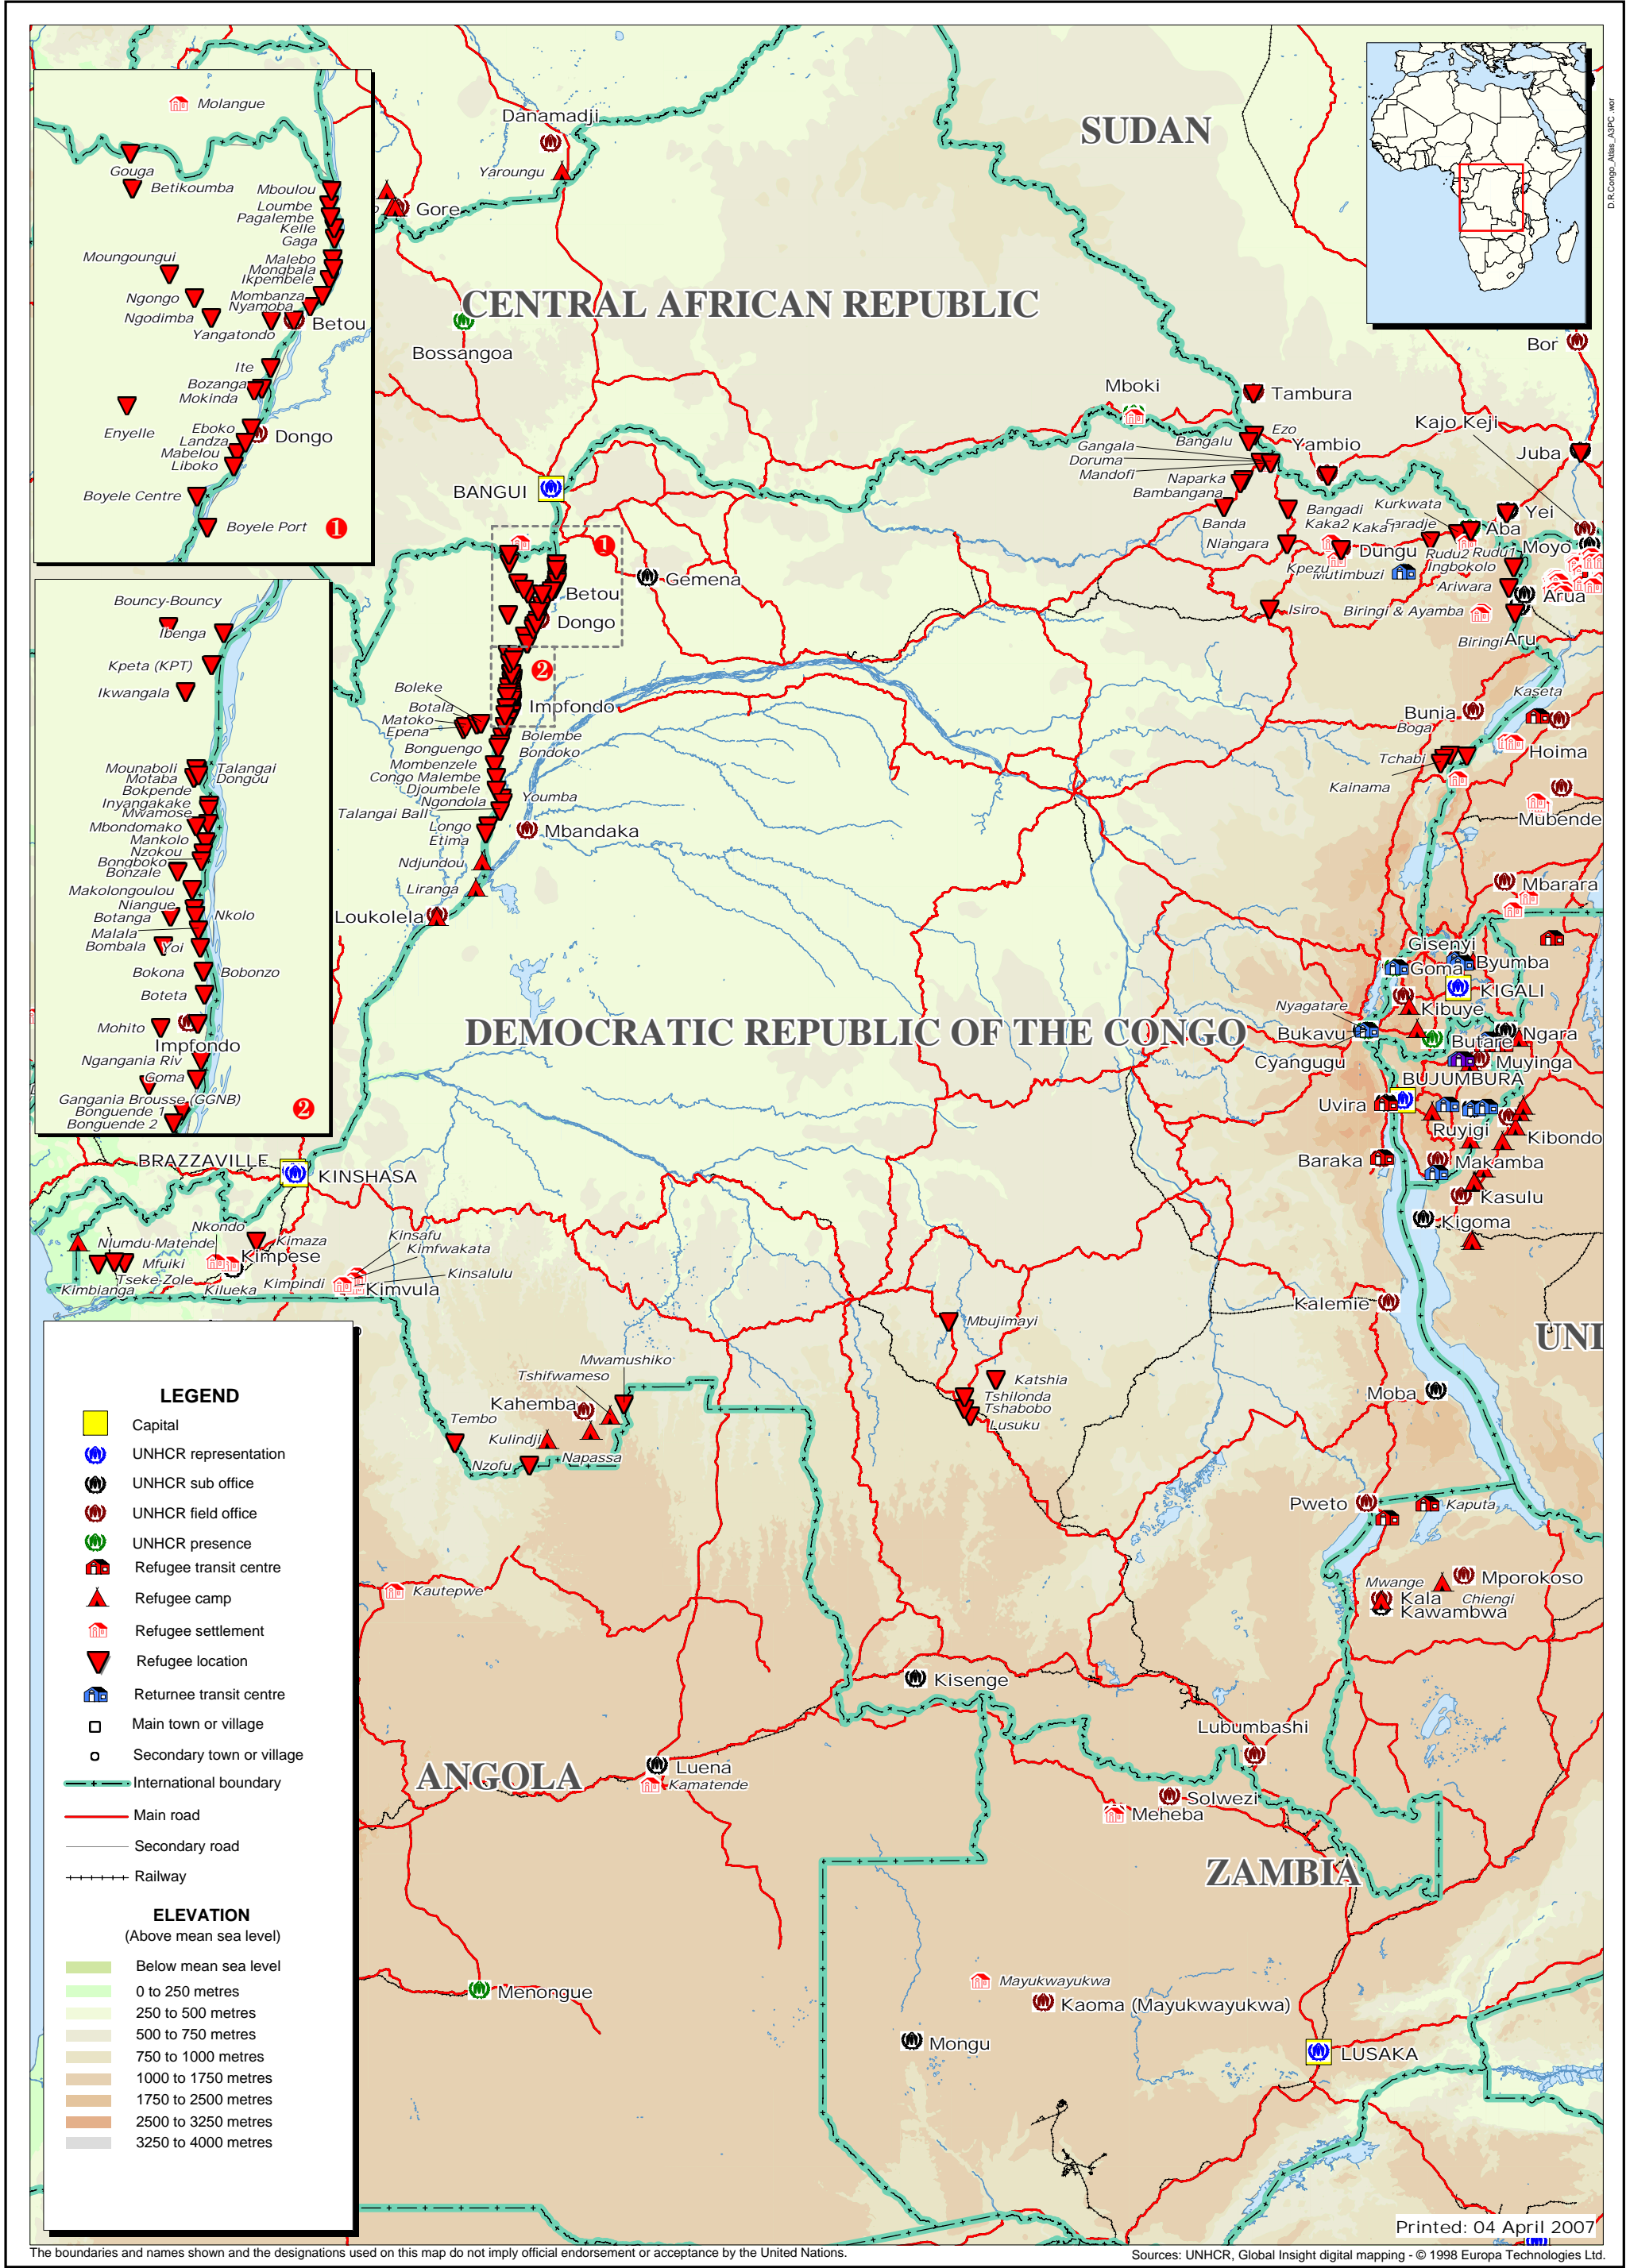 SUDAN
CENTRAL AFRICAN REPUBLIC
DEMOCRATIC REPUBLIC OF THE CONGO
ANGOLA
ZAMBIA
UNI
D.R.Congo_Atlas_A3PC .wor
Molangue
Gouga
Betikoumba
Mboulou
Loumbe
Pagalembe
Kelle
Gaga
Moungoungui
Malebo
Mongbala
Ikpembele
Ngongo
Mombanza
Nyamoba
Ngodimba
Betou
Yangatondo
Ite
Bozanga
Mokinda
Enyelle
Eboko
Dongo
Landza
Mabelou
Liboko
Boyele Centre
Boyele Port
1
Bouncy-Bouncy
Ibenga
Kpeta (KPT)
Ikwangala
Mounaboli
Talangai
Motaba
Dongou
Bokpende
Inyangakake
Mwamose
Mbondomako
Mankolo
Nzokou
Bongboko
Bonzale
Makolongoulou
Niangue
Botanga
Nkolo
Malala
Bombala
Yoi
Bokona
Bobonzo
Boteta
Mohito
Impfondo
Ngangania Riv
Goma
Gangania Brousse (GGNB)
Bonguende 1
Bonguende 2
2
Danamadji
Yaroungu
Gore
Bossangoa
BANGUI
Gemena
1
Betou
Dongo
2
Impfondo
Boleke
Botala
Matoko
Epena
Bolembe
Bonguengo
Bondoko
Mombenzele
Congo Malembe
Djoumbele
Ngondola
Youmba
Talangai Ball
Longo
Etima
Mbandaka
Ndjundou
Liranga
Loukolela
Bor
Mboki
Tambura
Kajo Keji
Ezo
Bangalu
Yambio
Gangala
Doruma
Mandofi
Juba
Naparka
Bambangana
Banda
Bangadi
Kurkwata
Yei
Kaka2
Kaka1
Faradje
Aba
Niangara
Dungu
Rudu2
Rudu1
Moyo
Kpezu
Mutimbuzi
Ingbokolo
Ariwara
Arua
Isiro
Biringi & Ayamba
Biringi
Aru
Kaseta
Bunia
Boga
Hoima
Tchabi
Kainama
Mubende
Mbarara
Gisenyi
Goma
Byumba
KIGALI
Nyagatare
Kibuye
Bukavu
Butare
Ngara
Cyangugu
Muyinga
BUJUMBURA
Uvira
Ruyigi
Kibondo
Baraka
Makamba
Kasulu
Kigoma
BRAZZAVILLE
KINSHASA
Nkondo
Kimaza
Nlumdu-Matende
Kimpese
Mfuiki
Tseke-Zole
Kimbianga
Kilueka
Kinsafu
Kimfwakata
Kinsalulu
Kimpindi
Kimvula
Kalemie
Mbujimayi
Katshia
Tshilonda
Tshabobo
Lusuku
Moba
Mwamushiko
Tshifwameso
Kahemba
Tembo
Kulindji
Napassa
Nzofu
Pweto
Kaputa
Mwange
Mporokoso
Kala
Chiengi
Kawambwa
Kautepwe
Kisenge
Lubumbashi
Luena
Kamatende
Solwezi
Meheba
Menongue
Mayukwayukwa
Kaoma (Mayukwayukwa)
Mongu
LUSAKA
LEGEND
Capital
UNHCR representation
UNHCR sub office
UNHCR field office
UNHCR presence
Refugee transit centre
Refugee camp
Refugee settlement
Refugee location
Returnee transit centre
Main town or village
Secondary town or village
International boundary
Main road
Secondary road
Railway
ELEVATION
(Above mean sea level)
Below mean sea level
0 to 250 metres
250 to 500 metres
500 to 750 metres
750 to 1000 metres
1000 to 1750 metres
1750 to 2500 metres
2500 to 3250 metres
3250 to 4000 metres
Printed: 04 April 2007
The boundaries and names shown and the designations used on this map do not imply official endorsement or acceptance by the United Nations.
Sources: UNHCR, Global Insight digital mapping - © 1998 Europa Technologies Ltd.